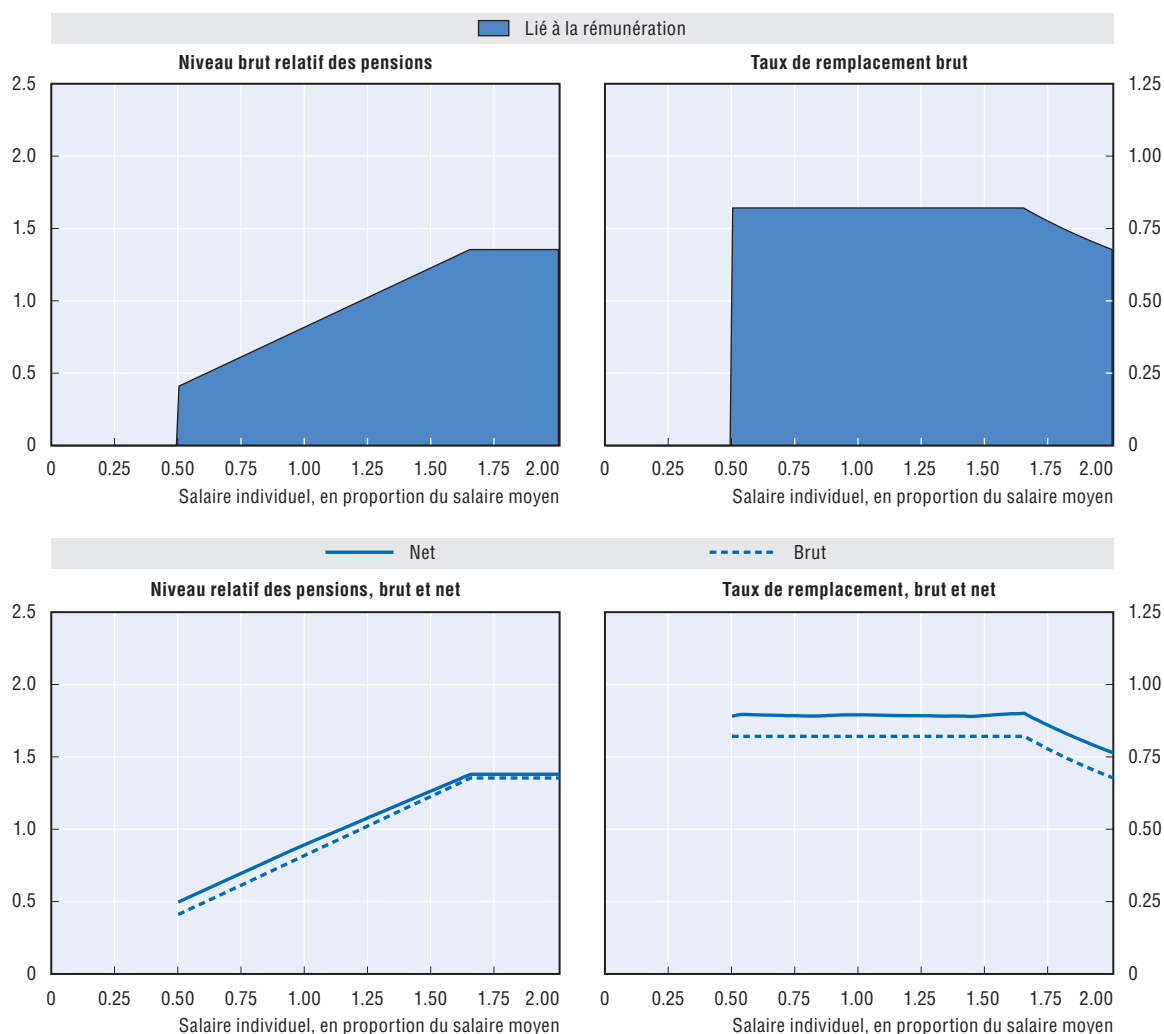 Lié à la rémunération
Niveau brut relatif des pensions
Taux de remplacement brut
2.5
2.0
1.5
1.0
0.5
0
1.25
1.00
0.75
0.50
0.25
0
0 0.25 0.50 0.75 1.00 1.25 1.50 1.75 2.00
0 0.25 0.50 0.75 1.00 1.25 1.50 1.75 2.00
Salaire individuel, en proportion du salaire moyen
Salaire individuel, en proportion du salaire moyen
Net
Brut
Niveau relatif des pensions, brut et net
Taux de remplacement, brut et net
2.5
2.0
1.5
1.0
0.5
0
1.25
1.00
0.75
0.50
0.25
0
0 0.25 0.50 0.75 1.00 1.25 1.50 1.75 2.00
0 0.25 0.50 0.75 1.00 1.25 1.50 1.75 2.00
Salaire individuel, en proportion du salaire moyen
Salaire individuel, en proportion du salaire moyen